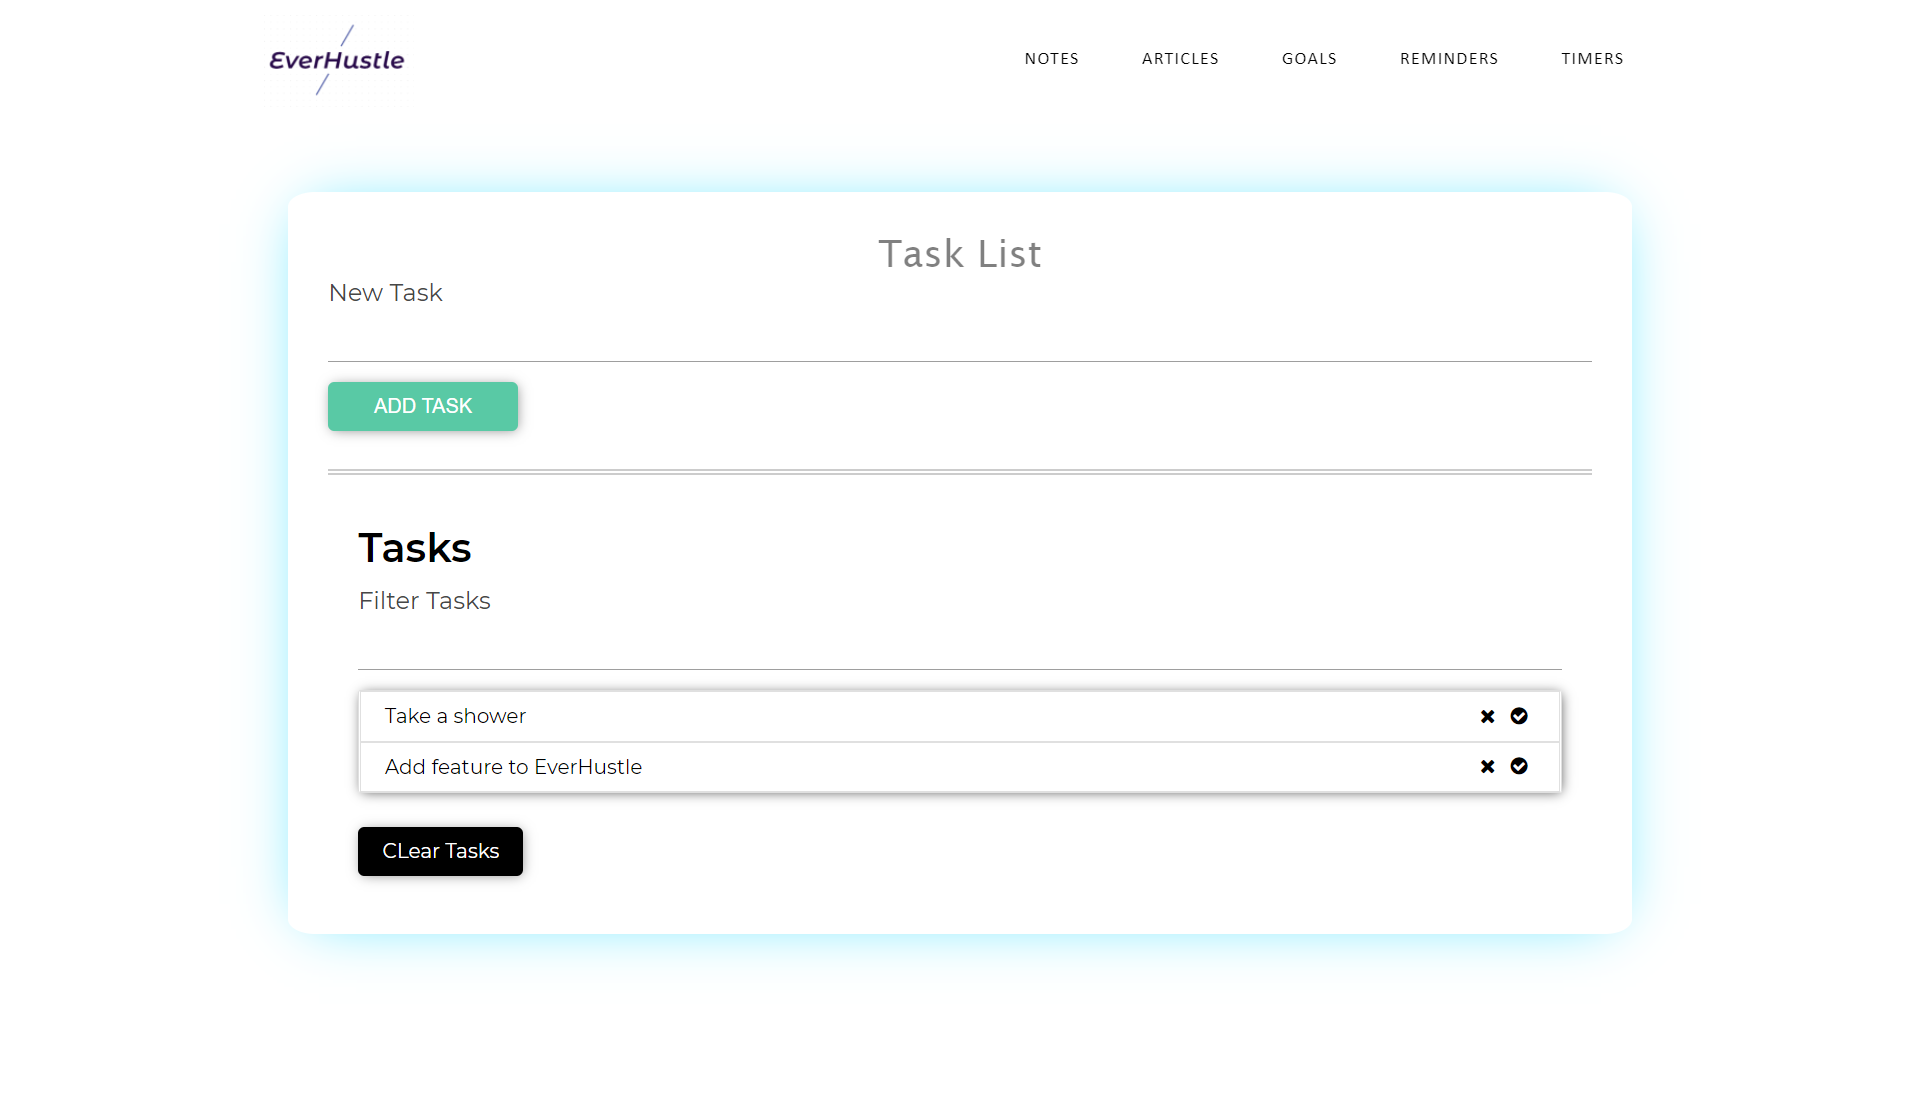 EverHustle
NOTES ARTICLES GOALS REMINDERS TIMERS
Task List
New Task
ADD TASK
Tasks
Filter Tasks
Take a shower
Add feature to EverHustle
CLear Tasks